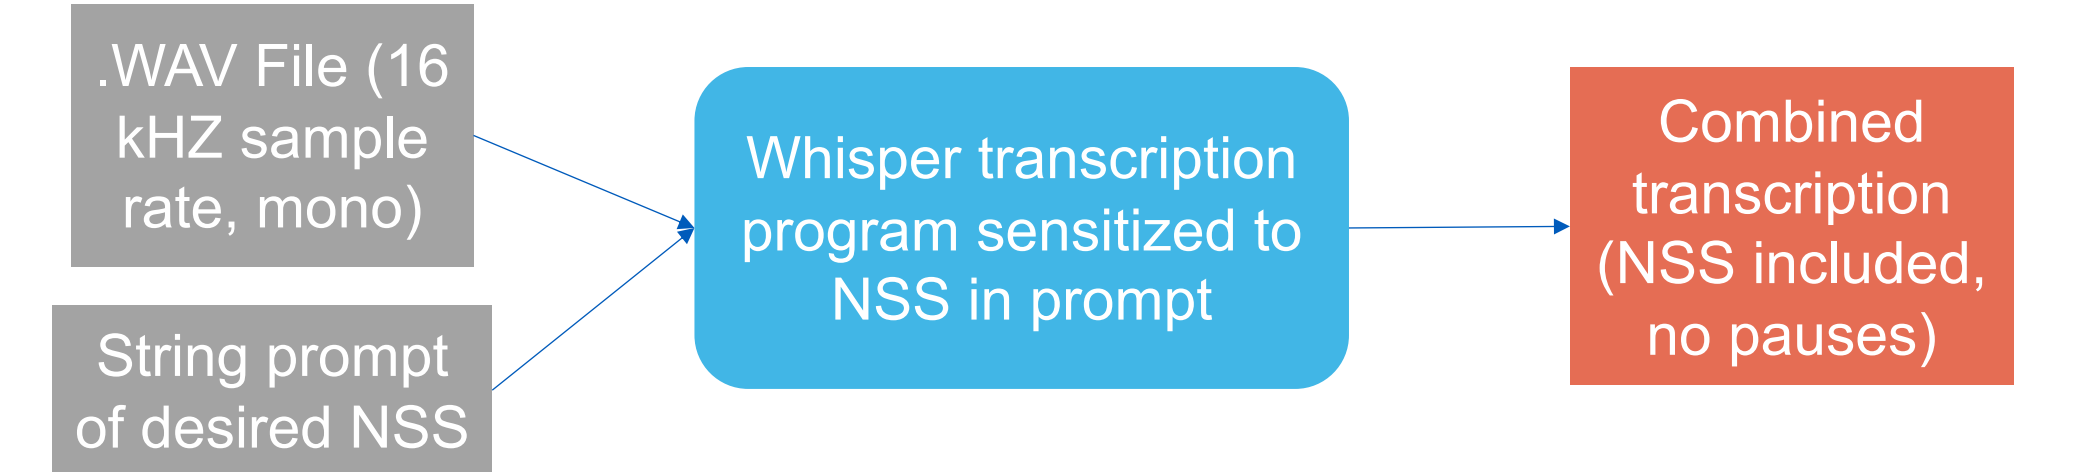 .WAV File (16
kHZ sample
rate, mono)
String prompt
of desired NSS
Whisper transcription
program sensitized to
NSS in prompt
Combined
transcription
(NSS included,
no pauses)